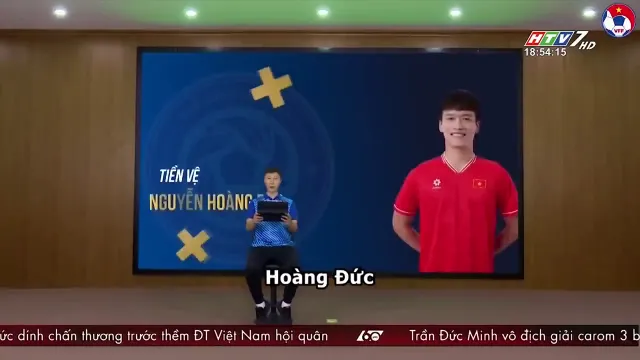 VFF
HTV7 HD
18:54:15
TIỀN VỆ
NGUYỄN HOÀNG
Hoàng Đức
ức dính chấn thương trước thềm ĐT Việt Nam hội quân
Trần Đức Minh vô địch giải carom 3 b